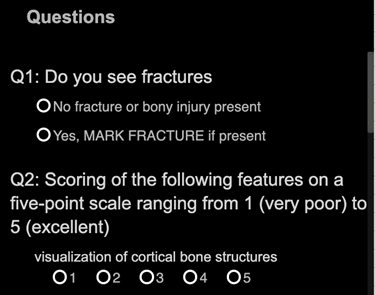 Questions
Q1: Do you see fractures
No fracture or bony injury present
Yes, MARK FRACTURE if present
Q2: Scoring of the following features on a
five-point scale ranging from 1 (very poor) to
5 (excellent)
visualization of cortical bone structures
1 2 3 4 5